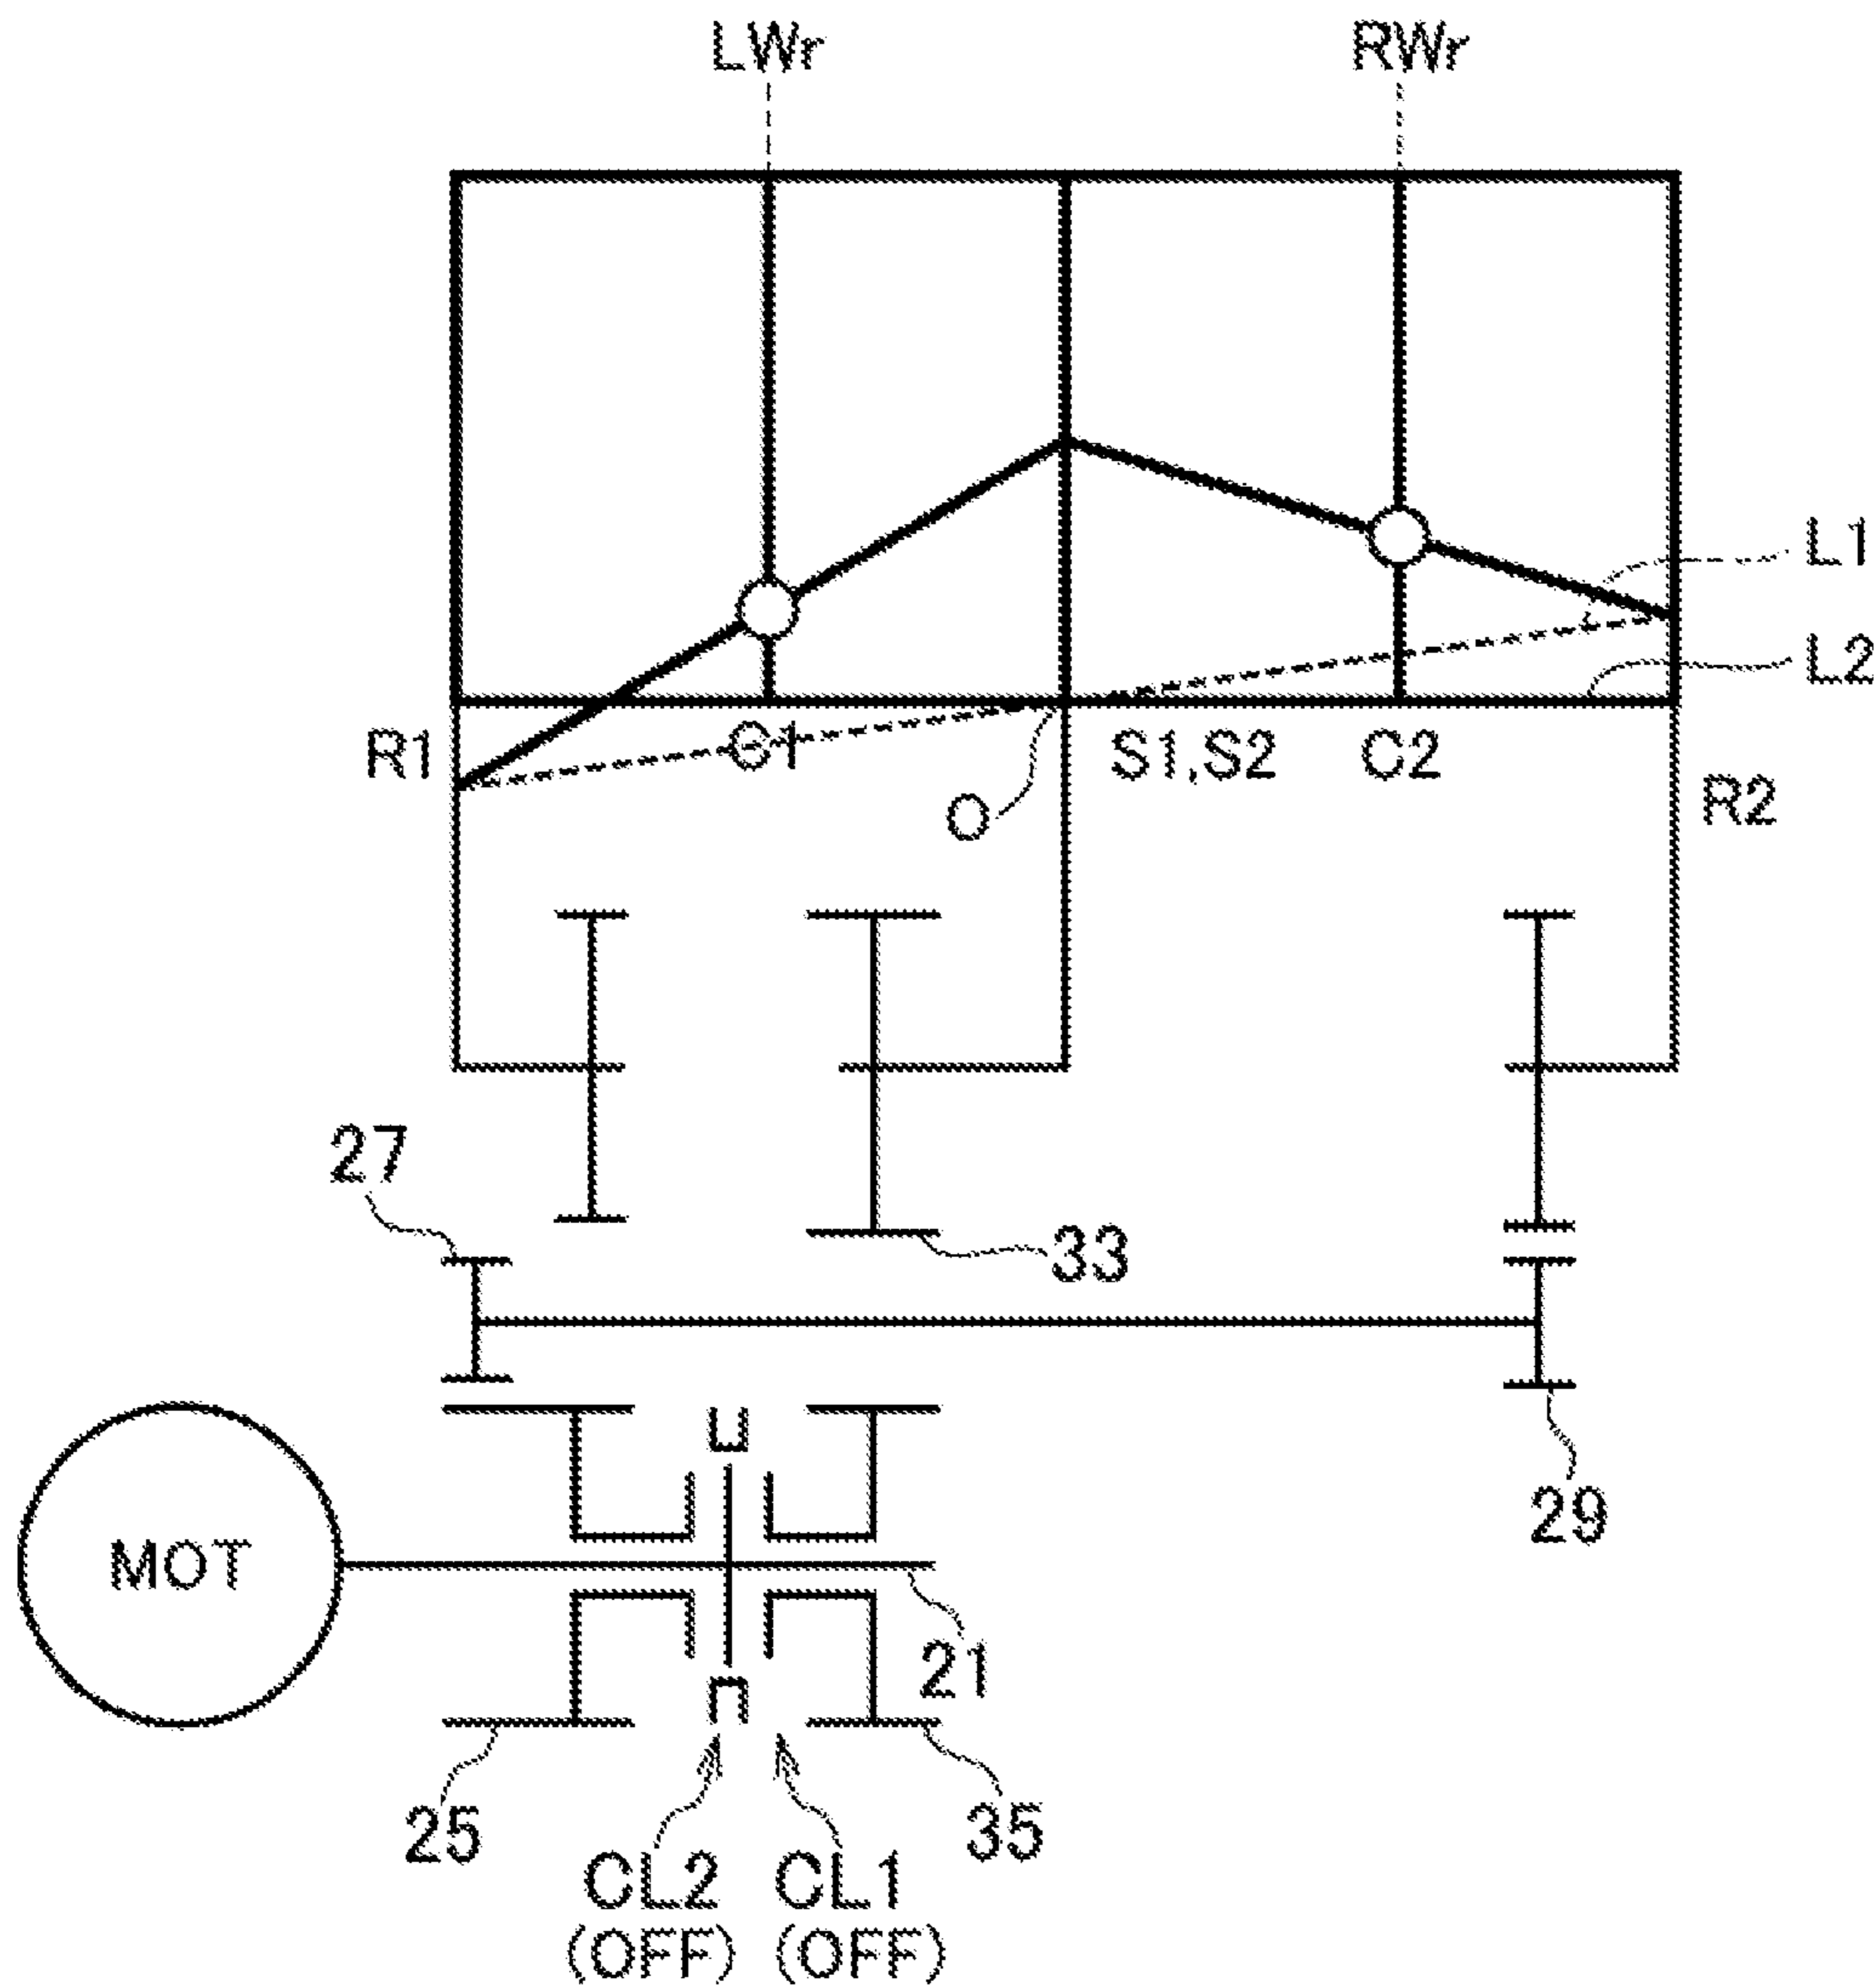 LWr RWr
L1
L2
R1 C1 S1,S2 C2
R2
O
27
33
29
MOT
21
25 35
CL2 CL1
(OFF) (OFF)